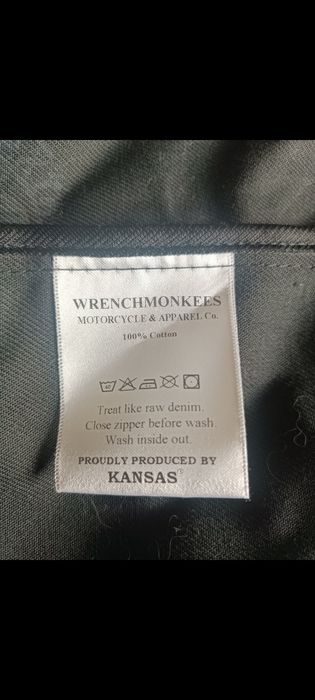 WRENCHMONKEES
MOTORCYCLE & APPAREL Co.
100% Cotton
Treat like raw denim.
Close zipper before wash
Wash inside out.
PROUDLY PRODUCED BY
KANSAS®